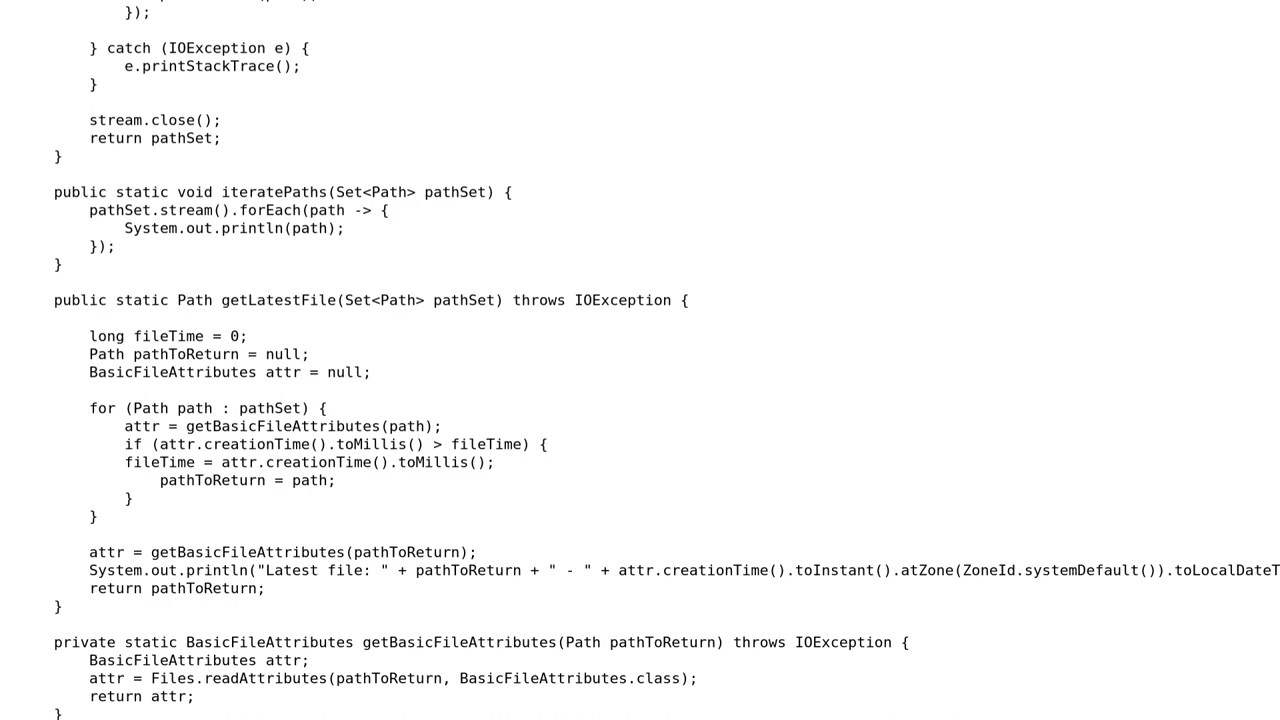 });
} catch (IOException e) {
e.printStackTrace();
}
stream.close();
return pathSet;
}
public static void iteratePaths(Set<Path> pathSet) {
pathSet.stream().forEach(path -> {
System.out.println(path);
});
}
public static Path getLatestFile(Set<Path> pathSet) throws IOException {
long fileTime = 0;
Path pathToReturn = null;
BasicFileAttributes attr = null;
for (Path path : pathSet) {
attr = getBasicFileAttributes(path);
if (attr.creationTime().toMillis() > fileTime) {
fileTime = attr.creationTime().toMillis();
pathToReturn = path;
}
}
attr = getBasicFileAttributes(pathToReturn);
System.out.println("Latest file: " + pathToReturn + " - " + attr.creationTime().toInstant().atZone(ZoneId.systemDefault()).toLocalDateT
return pathToReturn;
}
private static BasicFileAttributes getBasicFileAttributes(Path pathToReturn) throws IOException {
BasicFileAttributes attr;
attr = Files.readAttributes(pathToReturn, BasicFileAttributes.class);
return attr;
}